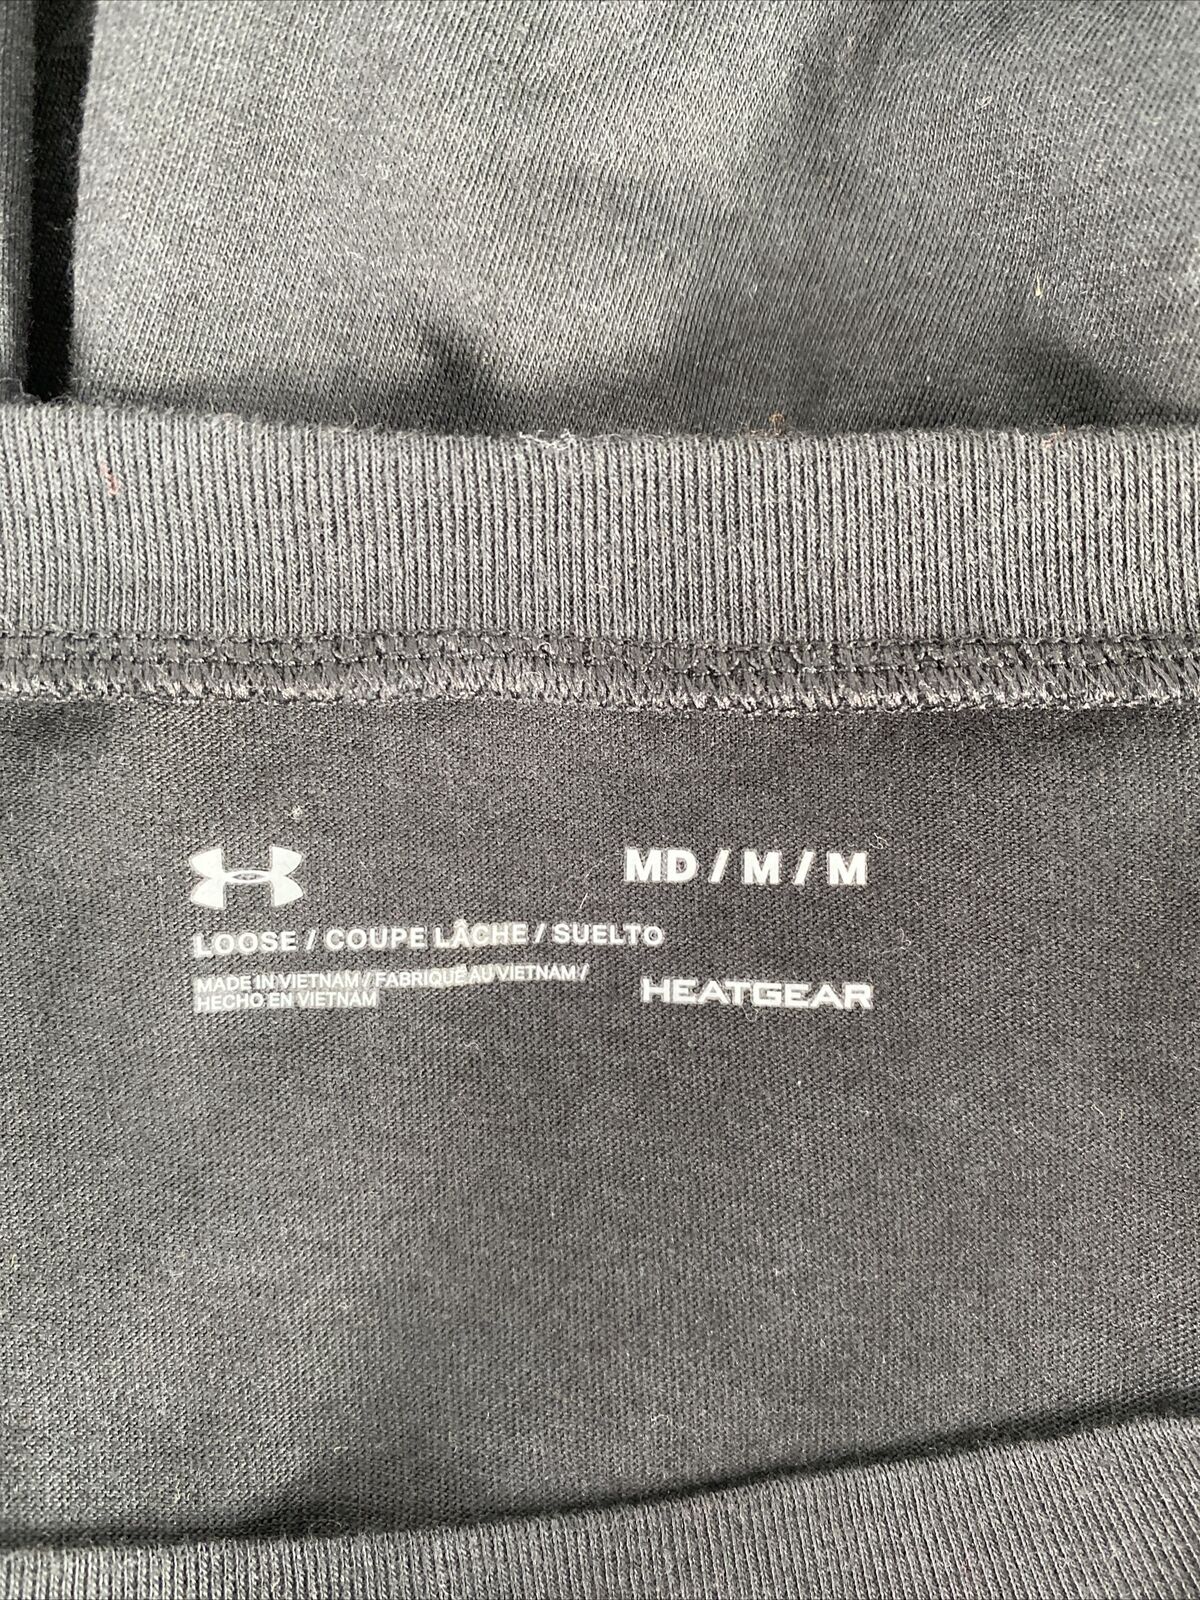 MD / M / M
LOOSE / COUPE LÂCHE / SUELTO
MADE IN VIETNAM / FABRIQUÉ AU VIETNAM /
HECHO EN VIETNAM
HEATGEAR